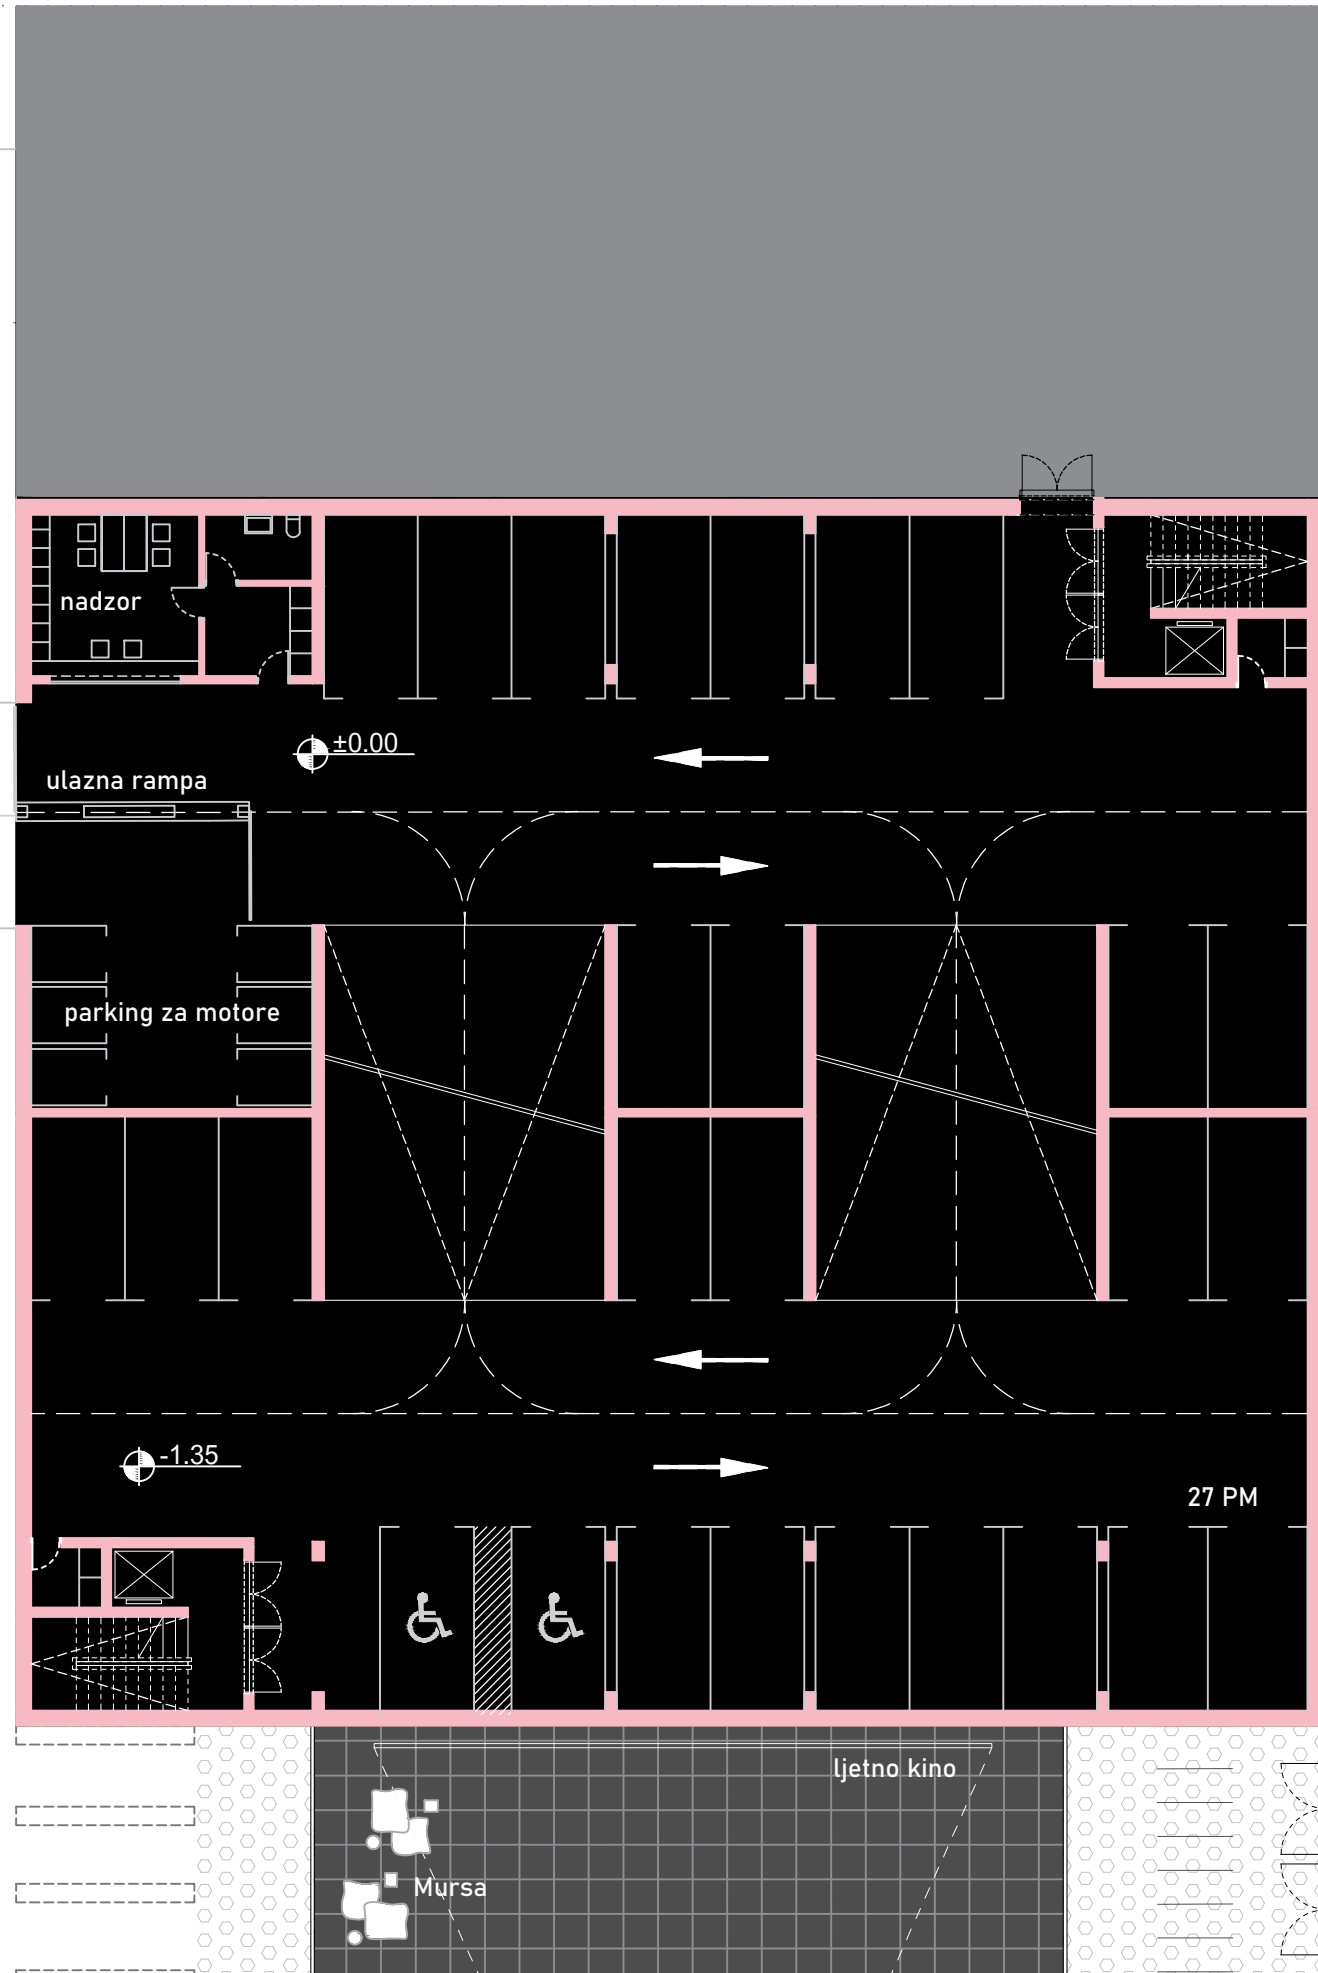 nadzor
±0.00
ulazna rampa
parking za motore
-1.35
27 PM
ljetno kino
Mursa